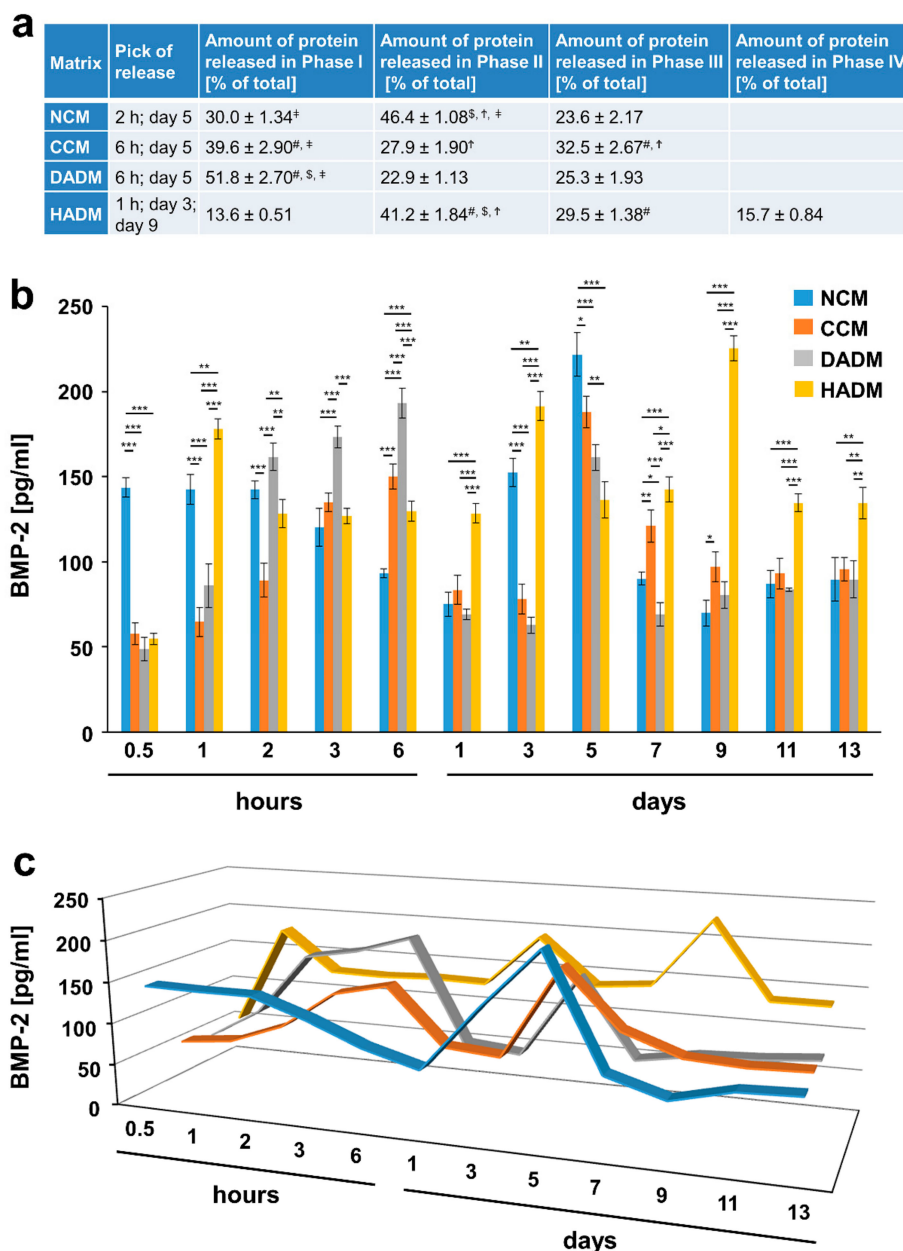 a
Matrix
Pick of
release
Amount of protein
released in Phase I
[% of total]
Amount of protein
released in Phase II
[% of total]
Amount of protein
released in Phase III
[% of total]
Amount of protein
released in Phase IV
[% of total]
NCM 2 h; day 5 30.0 ± 1.34‡ 46.4 ± 1.08$, †, ‡ 23.6 ± 2.17
CCM 6 h; day 5 39.6 ± 2.90#, ‡ 27.9 ± 1.90† 32.5 ± 2.67#, †
DADM 6 h; day 5 51.8 ± 2.70#, $, ‡ 22.9 ± 1.13 25.3 ± 1.93
HADM 1 h; day 3; day 9 13.6 ± 0.51 41.2 ± 1.84#, $, † 29.5 ± 1.38# 15.7 ± 0.84
b
BMP-2 [pg/ml]
250
200
150
100
50
0
NCM
CCM
DADM
HADM
0.5 1 2 3 6 1 3 5 7 9 11 13
hours days
c
BMP-2 [pg/ml]
250
200
150
100
50
0
0.5 1 2 3 6 1 3 5 7 9 11 13
hours
days